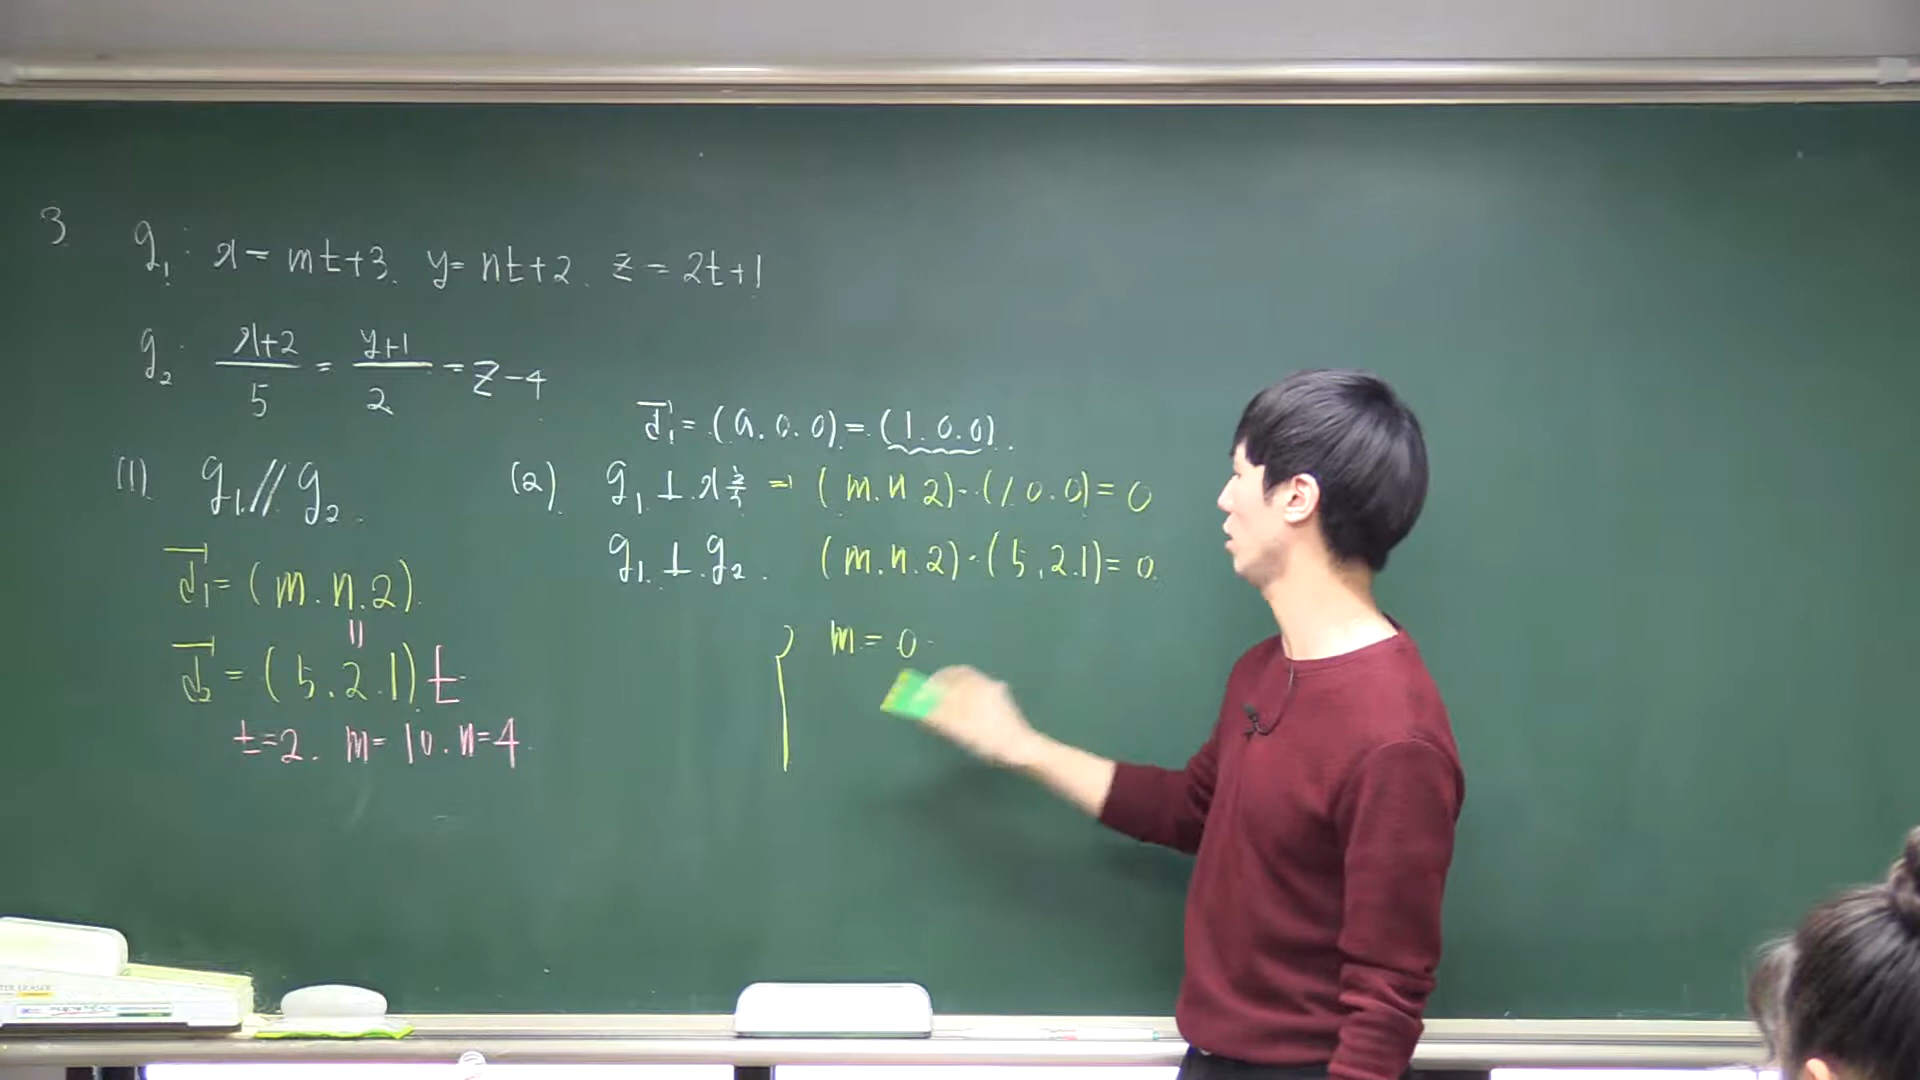 3
g₁: x = mt+3. y = nt+2. z = 2t+1
g₂: (x+2)/5 = (y+1)/2 = z-4
(1) g₁ // g₂.
d₁ = (m.n.2).
=
d₂ = (5.2.1) t
t=2. m=10. n=4.
d₁ = (a.0.0) = (1.0.0).
(2) g₁ ⊥ x축 ⇒ (m.n 2)·(1.0.0) = 0
g₁ ⊥ g₂. (m.n.2)·(5,2.1) = 0.
{ m = 0